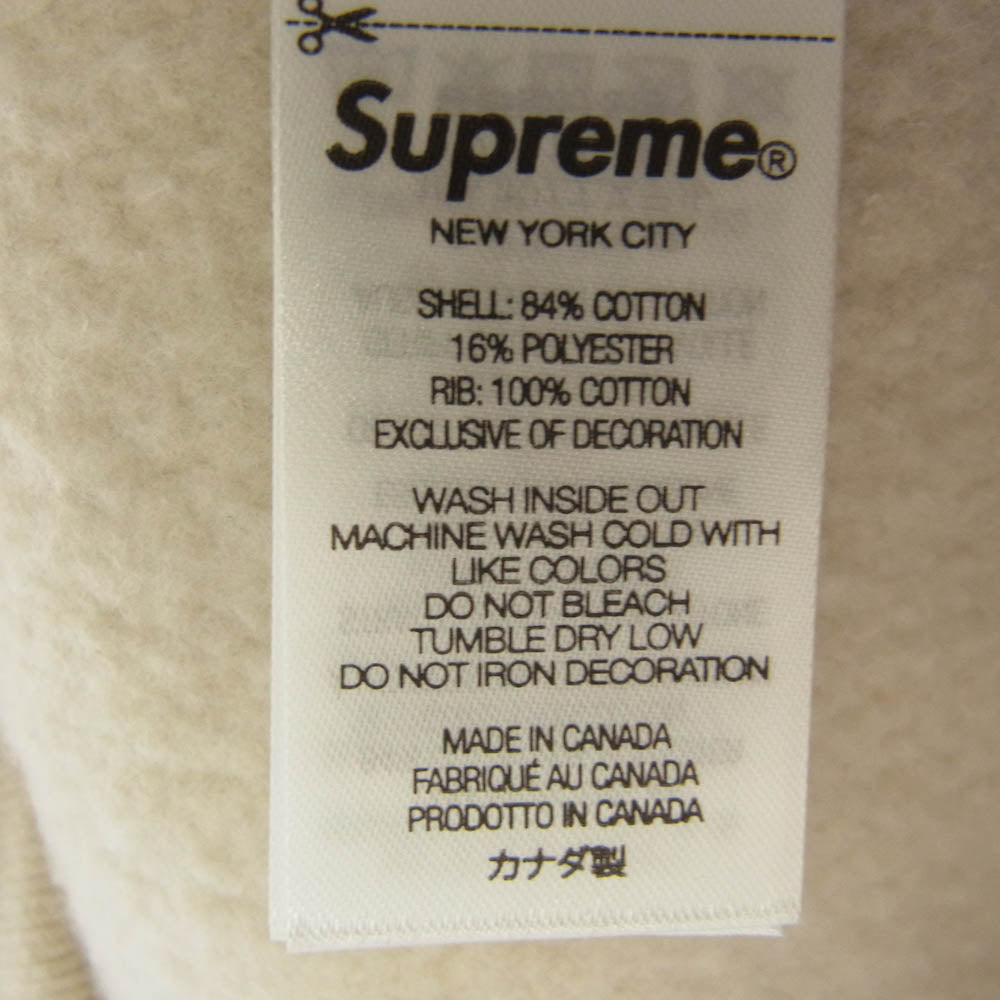 Supreme®
NEW YORK CITY
SHELL: 84% COTTON
16% POLYESTER
RIB: 100% COTTON
EXCLUSIVE OF DECORATION
WASH INSIDE OUT
MACHINE WASH COLD WITH
LIKE COLORS
DO NOT BLEACH
TUMBLE DRY LOW
DO NOT IRON DECORATION
MADE IN CANADA
FABRIQUÉ AU CANADA
PRODOTTO IN CANADA
カナダ製